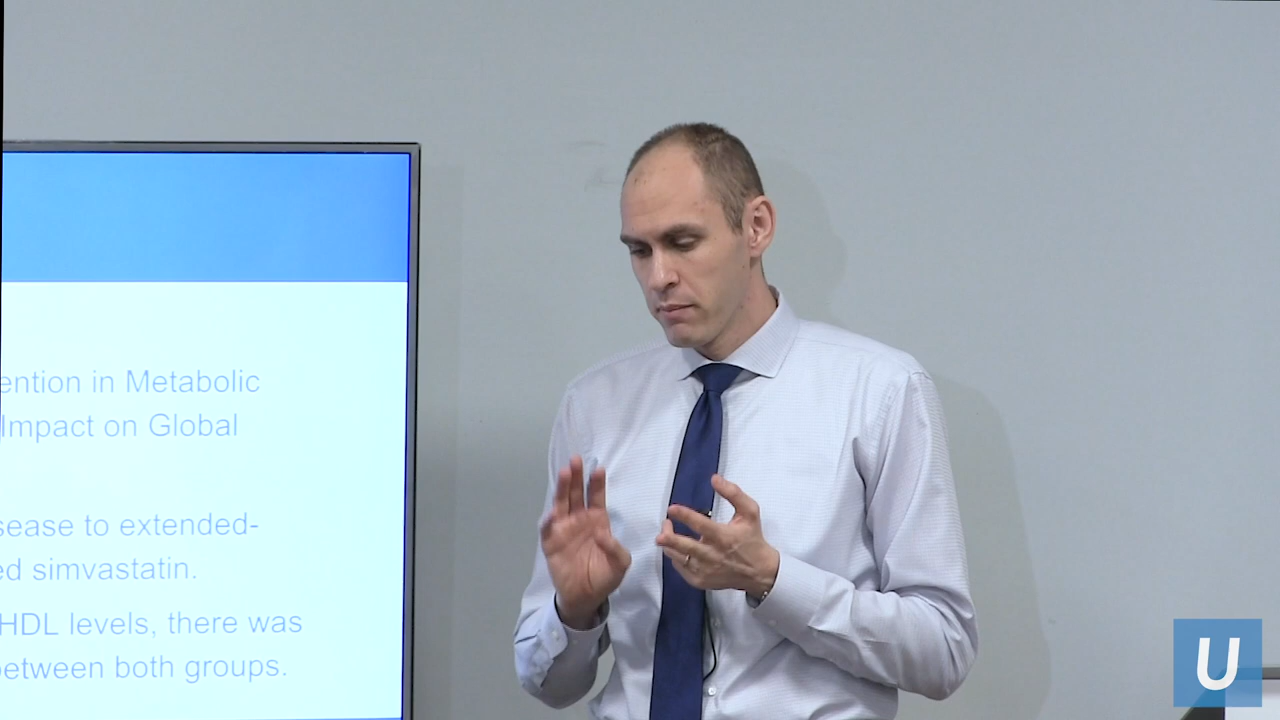 ention in Metabolic
Impact on Global
sease to extended-
ed simvastatin.
HDL levels, there was
between both groups.
U